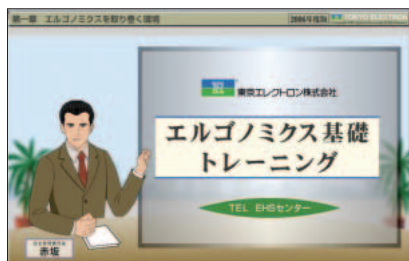 第一章 エルゴノミクスを取り巻く環境
2006年度版 TEL TOKYO ELECTRON
東京エレクトロン株式会社
エルゴノミクス基礎
トレーニング
TEL EHSセンター
赤坂